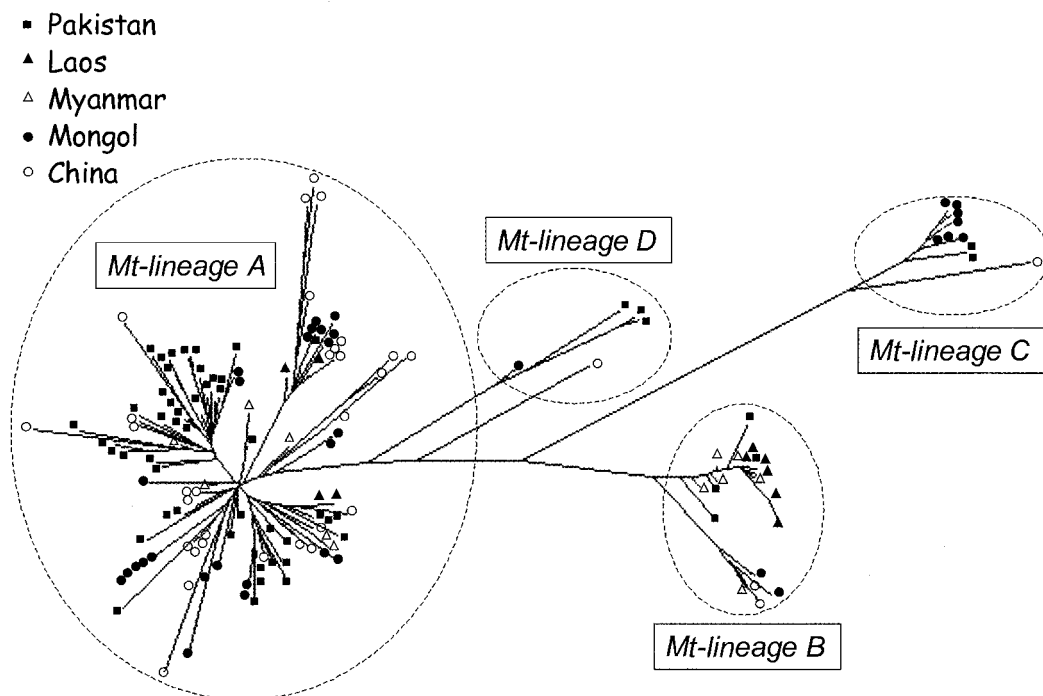 Pakistan
Laos
Myanmar
Mongol
China
Mt-lineage A
Mt-lineage D
Mt-lineage C
Mt-lineage B